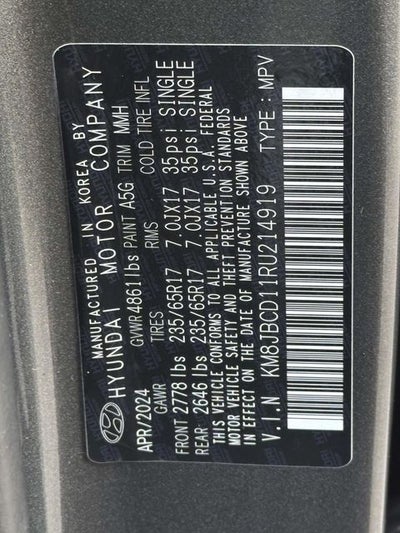 MANUFACTURED IN KOREA BY
HYUNDAI MOTOR COMPANY
APR/2024 GVWR 4861lbs PAINT A5G TRIM MMH
GAWR TIRES RIMS COLD TIRE INFL
FRONT 2778 lbs 235/65R17 7.0JX17 35psi SINGLE
REAR: 2646 lbs 235/65R17 7.0JX17 35psi SINGLE
THIS VEHICLE CONFORMS TO ALL APPLICABLE U.S.A. FEDERAL
MOTOR VEHICLE SAFETY AND THEFT PREVENTION STANDARDS
IN EFFECT ON THE DATE OF MANUFACTURE SHOWN ABOVE.
V.I.N : KM8JBCD11RU214919 TYPE : MPV